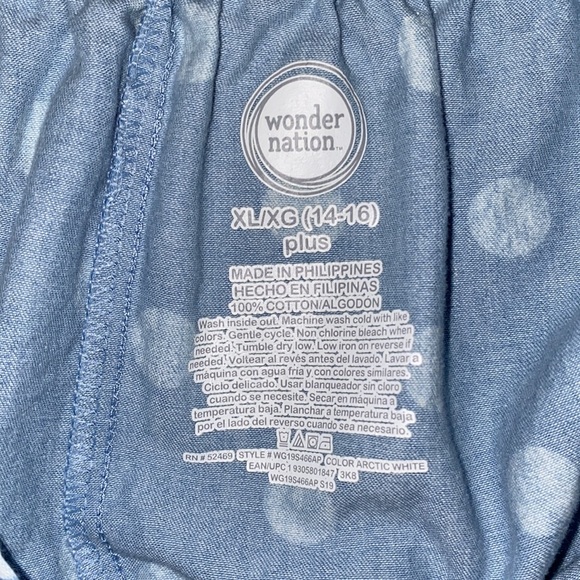 wonder
nation™
XL/XG (14-16)
plus
MADE IN PHILIPPINES
HECHO EN FILIPINAS
100% COTTON/ALGODÓN
Wash inside out. Machine wash cold with like
colors. Gentle cycle. Non chlorine bleach when
needed. Tumble dry low. Low iron on reverse if
needed. Voltear al revés antes del lavado. Lavar a
máquina con agua fría y con colores similares.
Ciclo delicado. Usar blanqueador sin cloro
cuando se necesite. Secar en máquina a
temperatura baja. Planchar a temperatura baja
por el lado del reverso cuando sea necesario.
RN # 52469 STYLE # WG19S466AP COLOR ARCTIC WHITE
EAN/UPC 1 9305801847 3K8
WG19S466AP S19